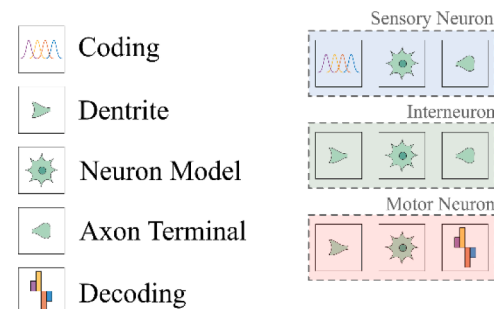 Coding
Dentrite
Neuron Model
Axon Terminal
Decoding
Sensory Neuron
Interneuron
Motor Neuron